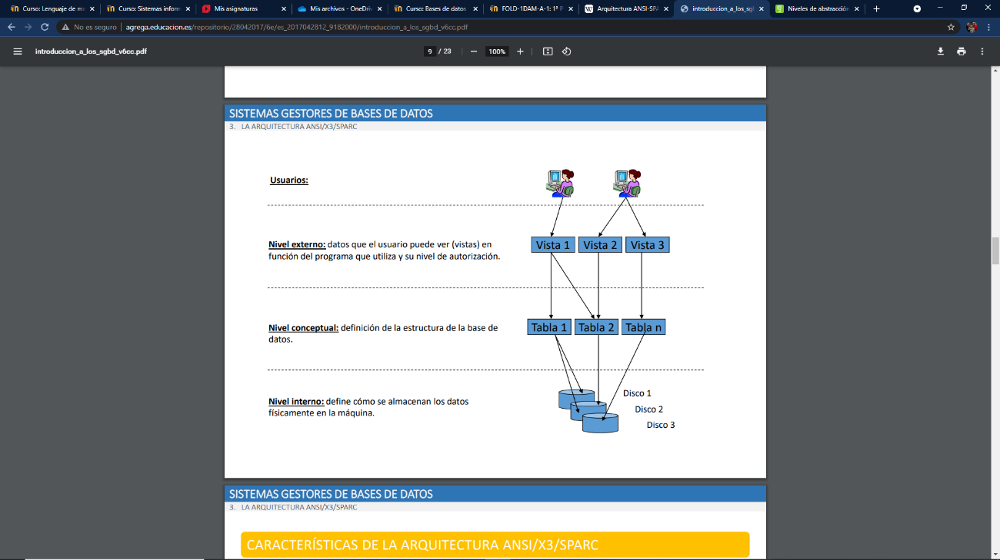 Curso: Lenguaje de ma
Curso: Sistemas inform
Mis asignaturas
Mis archivos - OneDriv
Curso: Bases de datos
FOLD-1DAM-A-1: 1ª P
Arquitectura ANSI-SPA
introduccion_a_los_sgl
Niveles de abstracción
No es seguro | agrega.educacion.es/repositorio/28042017/6e/es_2017042812_9182000/introduccion_a_los_sgbd_v6cc.pdf
introduccion_a_los_sgbd_v6cc.pdf
9 / 23
100%
SISTEMAS GESTORES DE BASES DE DATOS
3. LA ARQUITECTURA ANSI/X3/SPARC
Usuarios:
Nivel externo: datos que el usuario puede ver (vistas) en
función del programa que utiliza y su nivel de autorización.
Vista 1
Vista 2
Vista 3
Nivel conceptual: definición de la estructura de la base de
datos.
Tabla 1
Tabla 2
Tabla n
Nivel interno: define cómo se almacenan los datos
físicamente en la máquina.
Disco 1
Disco 2
Disco 3
SISTEMAS GESTORES DE BASES DE DATOS
3. LA ARQUITECTURA ANSI/X3/SPARC
CARACTERÍSTICAS DE LA ARQUITECTURA ANSI/X3/SPARC